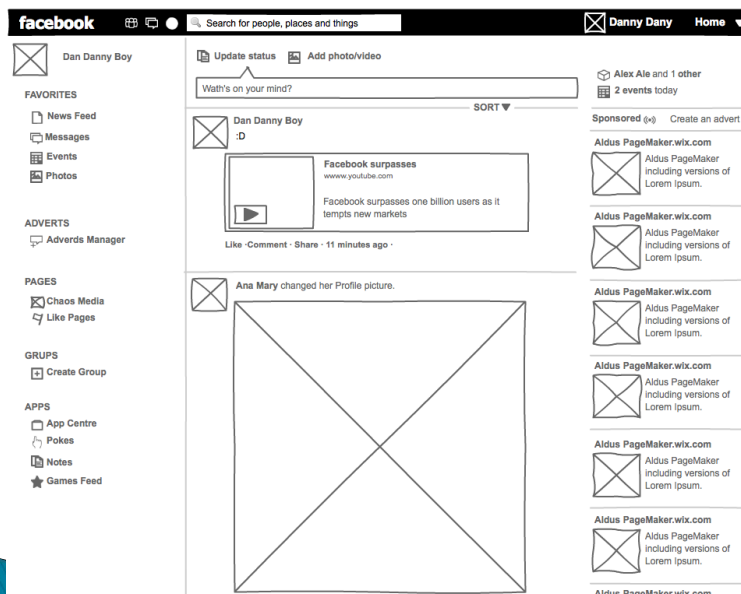 facebook
Search for people, places and things
Danny Dany
Home
Dan Danny Boy
FAVORITES
News Feed
Messages
Events
Photos
ADVERTS
Adverds Manager
PAGES
Chaos Media
Like Pages
GRUPS
Create Group
APPS
App Centre
Pokes
Notes
Games Feed
Update status
Add photo/video
Wath's on your mind?
SORT
Dan Danny Boy
:D
Facebook surpasses
wwww.youtube.com
Facebook surpasses one billion users as it
tempts new markets
Like ·Comment · Share · 11 minutes ago ·
Ana Mary changed her Profile picture.
Alex Ale and 1 other
2 events today
Sponsored
Create an advert
Aldus PageMaker.wix.com
Aldus PageMaker
including versions of
Lorem Ipsum.
Aldus PageMaker.wix.com
Aldus PageMaker
including versions of
Lorem Ipsum.
Aldus PageMaker.wix.com
Aldus PageMaker
including versions of
Lorem Ipsum.
Aldus PageMaker.wix.com
Aldus PageMaker
including versions of
Lorem Ipsum.
Aldus PageMaker.wix.com
Aldus PageMaker
including versions of
Lorem Ipsum.
Aldus PageMaker.wix.com
Aldus PageMaker
including versions of
Lorem Ipsum.
Aldus PageMaker.wix.com